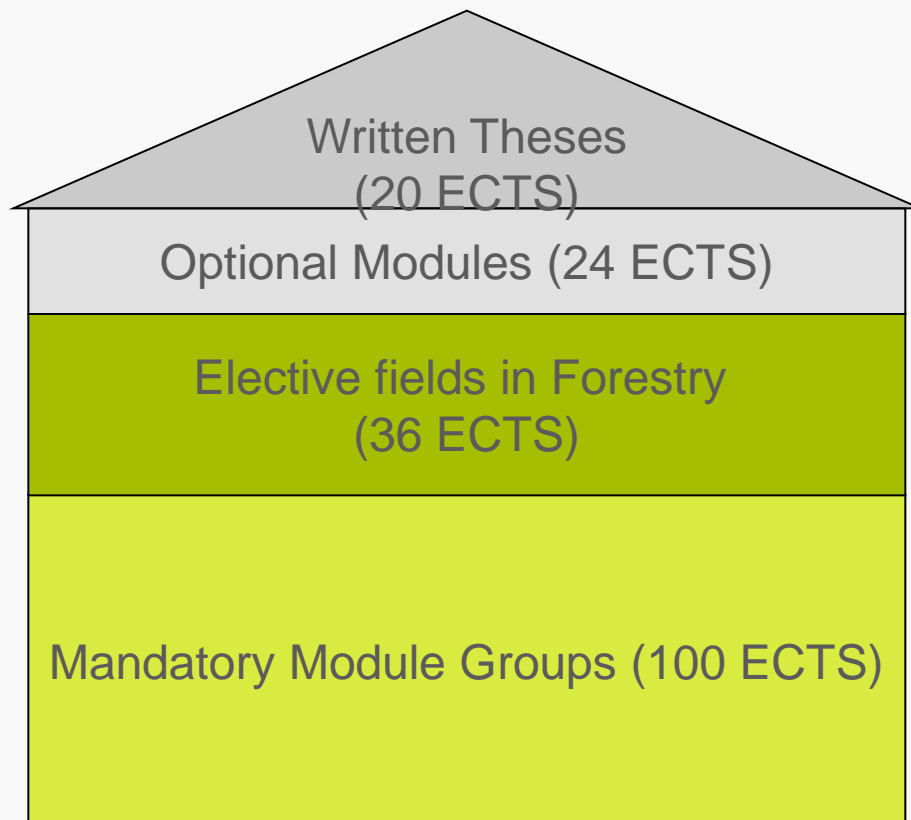 Written Theses
(20 ECTS)
Optional Modules (24 ECTS)
Elective fields in Forestry
(36 ECTS)
Mandatory Module Groups (100 ECTS)